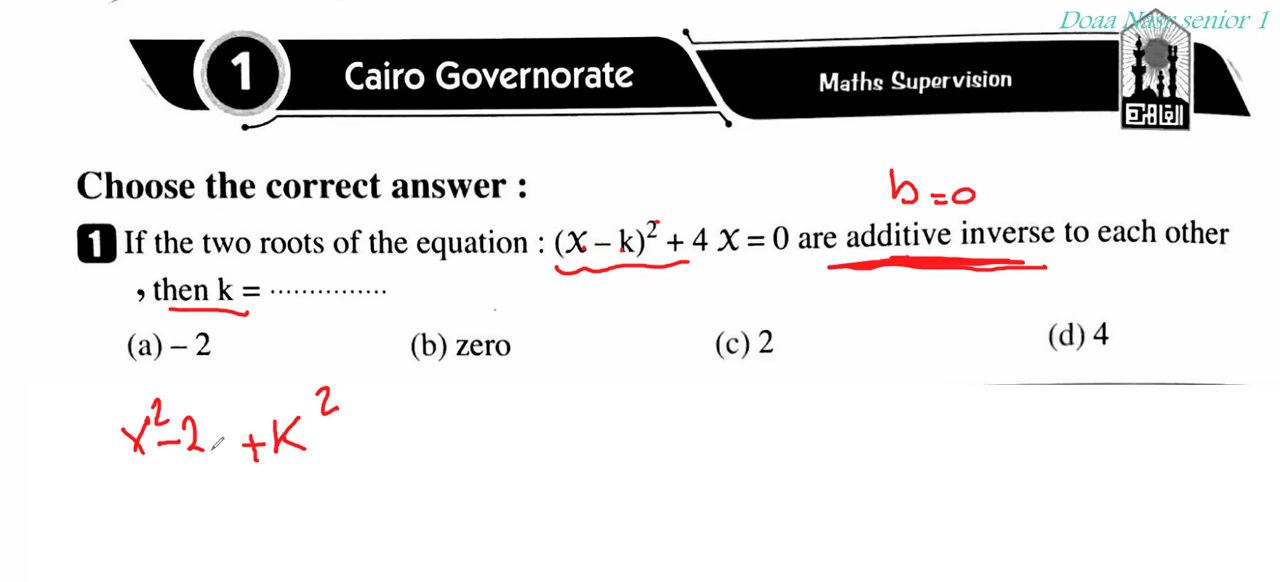 Doaa Nasr senior 1
1 Cairo Governorate Maths Supervision
القاهرة
Choose the correct answer :
b=0
1 If the two roots of the equation : (X – k)² + 4 X = 0 are additive inverse to each other
, then k = ...............
(a) – 2 (b) zero (c) 2 (d) 4
x²-2 +K²